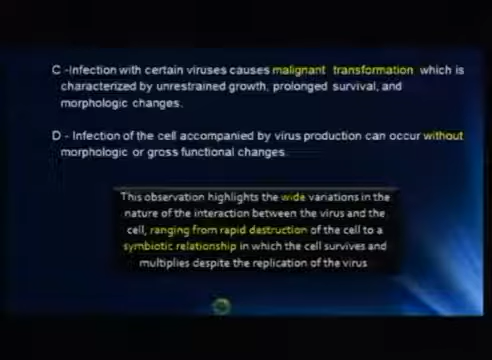 C -Infection with certain viruses causes malignant transformation which is
characterized by unrestrained growth, prolonged survival, and
morphologic changes.
D - Infection of the cell accompanied by virus production can occur without
morphologic or gross functional changes.
This observation highlights the wide variations in the
nature of the interaction between the virus and the
cell, ranging from rapid destruction of the cell to a
symbiotic relationship in which the cell survives and
multiplies despite the replication of the virus